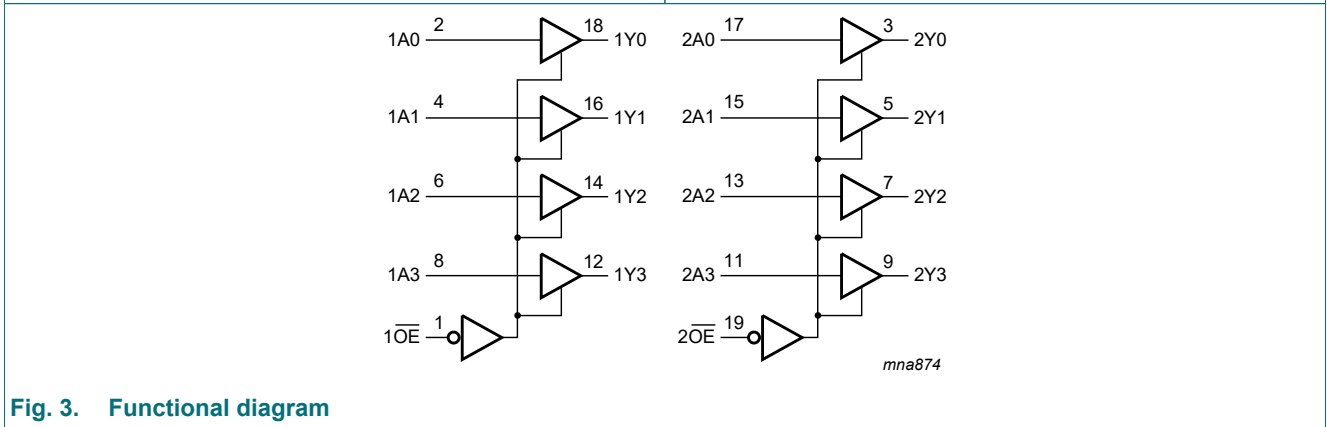 1A0 2 18 1Y0 2A0 17 3 2Y0
1A1 4 16 1Y1 2A1 15 5 2Y1
1A2 6 14 1Y2 2A2 13 7 2Y2
1A3 8 12 1Y3 2A3 11 9 2Y3
1O̅E̅ 1 2O̅E̅ 19
mna874
Fig. 3. Functional diagram